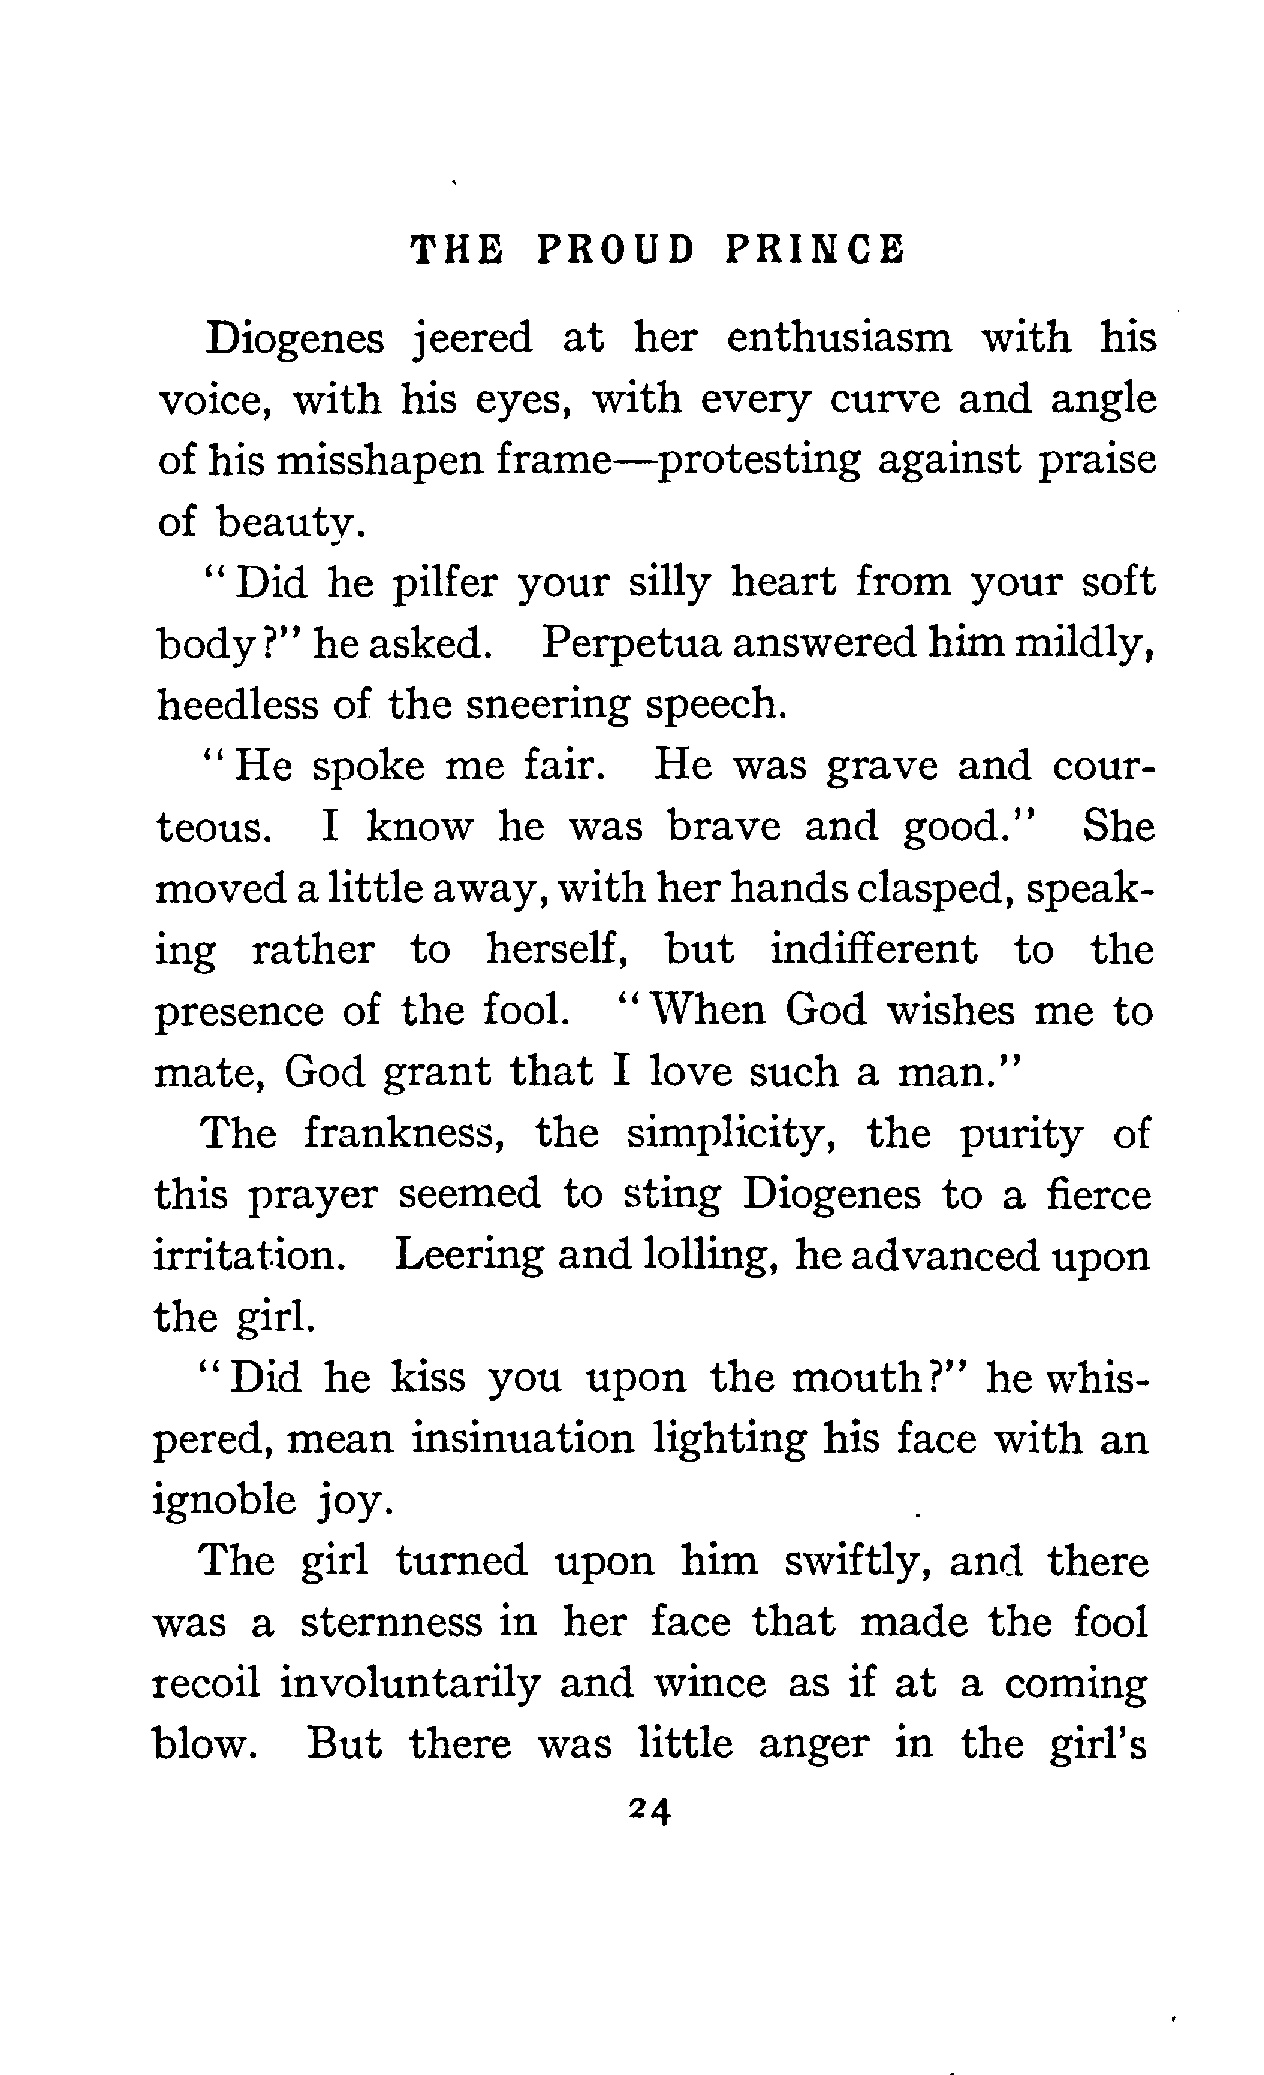 THE PROUD PRINCE
Diogenes jeered at her enthusiasm with his
voice, with his eyes, with every curve and angle
of his misshapen frame—protesting against praise
of beauty.
"Did he pilfer your silly heart from your soft
body?" he asked. Perpetua answered him mildly,
heedless of the sneering speech.
"He spoke me fair. He was grave and cour-
teous. I know he was brave and good." She
moved a little away, with her hands clasped, speak-
ing rather to herself, but indifferent to the
presence of the fool. "When God wishes me to
mate, God grant that I love such a man."
The frankness, the simplicity, the purity of
this prayer seemed to sting Diogenes to a fierce
irritation. Leering and lolling, he advanced upon
the girl.
"Did he kiss you upon the mouth?" he whis-
pered, mean insinuation lighting his face with an
ignoble joy.
The girl turned upon him swiftly, and there
was a sternness in her face that made the fool
recoil involuntarily and wince as if at a coming
blow. But there was little anger in the girl's
24